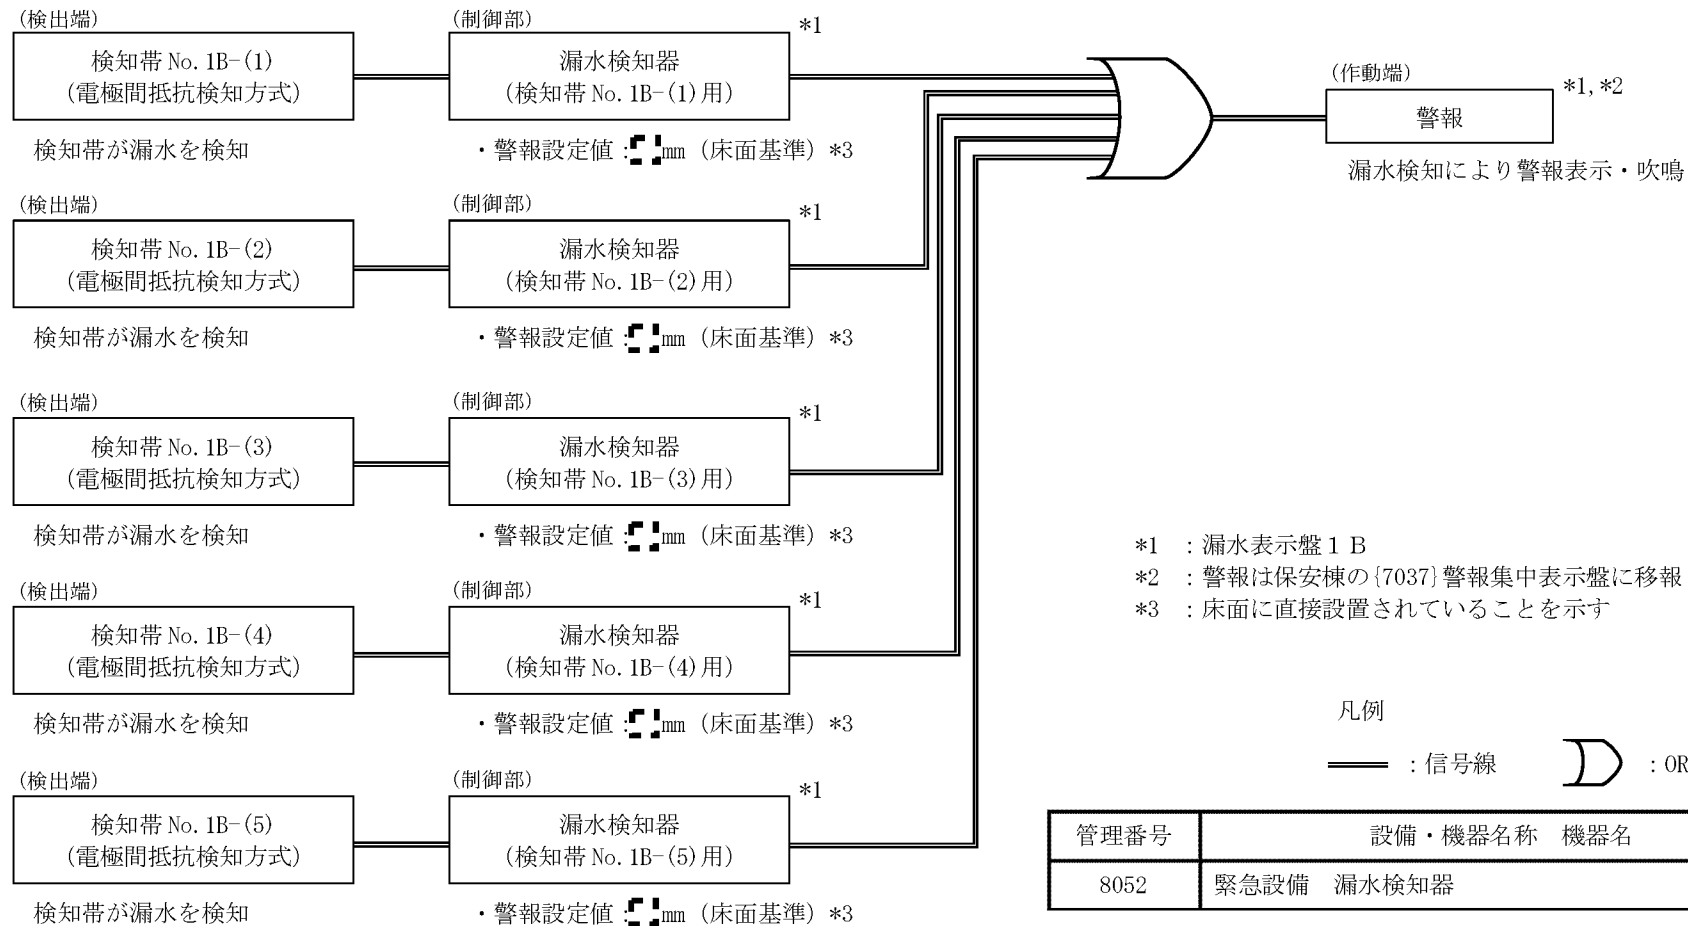 (検出端)
検知帯 No. 1B-(1)
(電極間抵抗検知方式)
検知帯が漏水を検知
(制御部)
*1
漏水検知器
(検知帯 No. 1B-(1)用)
・警報設定値: mm (床面基準) *3
(検出端)
検知帯 No. 1B-(2)
(電極間抵抗検知方式)
検知帯が漏水を検知
(制御部)
*1
漏水検知器
(検知帯 No. 1B-(2)用)
・警報設定値: mm (床面基準) *3
(検出端)
検知帯 No. 1B-(3)
(電極間抵抗検知方式)
検知帯が漏水を検知
(制御部)
*1
漏水検知器
(検知帯 No. 1B-(3)用)
・警報設定値: mm (床面基準) *3
(検出端)
検知帯 No. 1B-(4)
(電極間抵抗検知方式)
検知帯が漏水を検知
(制御部)
*1
漏水検知器
(検知帯 No. 1B-(4)用)
・警報設定値: mm (床面基準) *3
(検出端)
検知帯 No. 1B-(5)
(電極間抵抗検知方式)
検知帯が漏水を検知
(制御部)
*1
漏水検知器
(検知帯 No. 1B-(5)用)
・警報設定値: mm (床面基準) *3
(作動端)
*1, *2
警報
漏水検知により警報表示・吹鳴
*1 :漏水表示盤1B
*2 :警報は保安棟の{7037}警報集中表示盤に移報
*3 :床面に直接設置されていることを示す
凡例
:信号線
:OR
管理番号 設備・機器名称 機器名
8052 緊急設備 漏水検知器